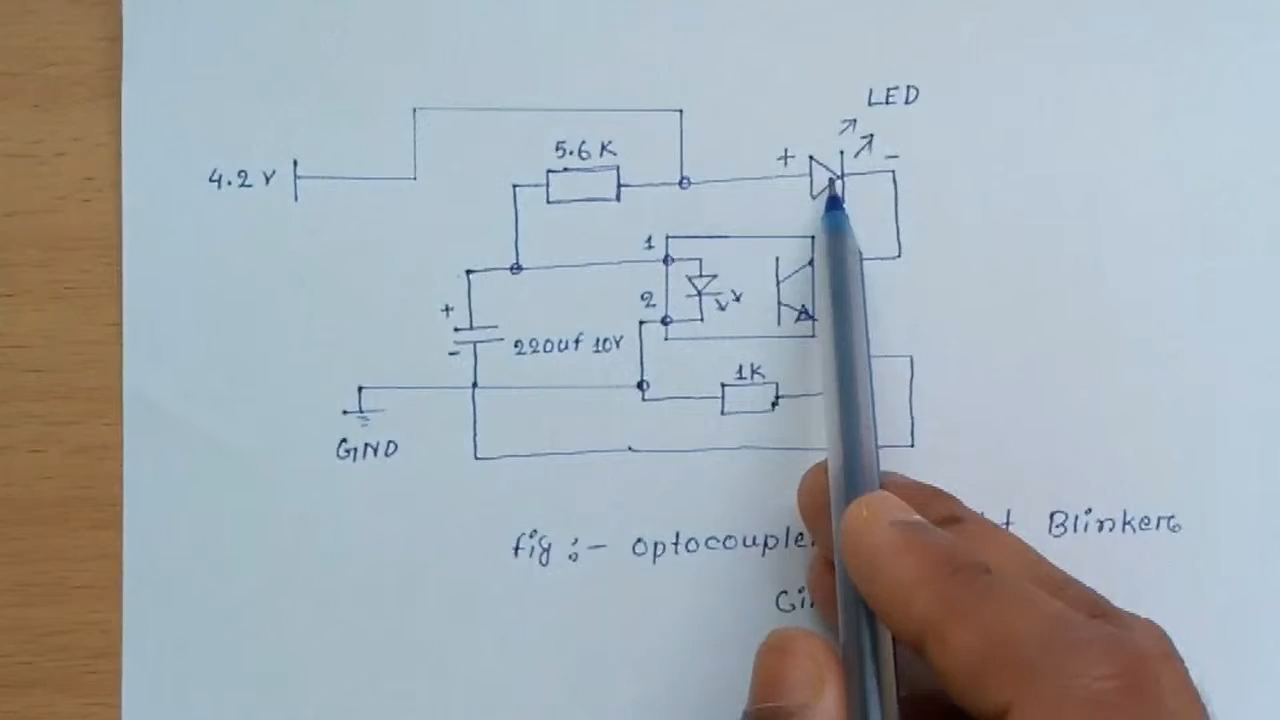 LED
5.6 K
4.2 V
+ -
1
+
2
220uf 10V
-
1K
GND
fig :- optocouple Blinker